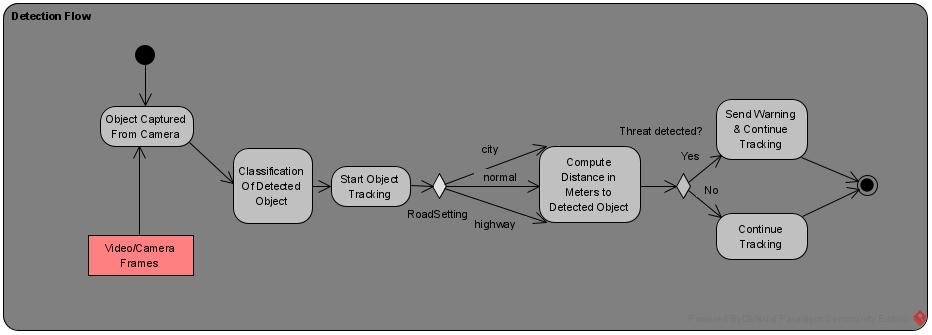 Detection Flow
Object Captured
From Camera
Video/Camera
Frames
Classification
Of Detected
Object
Start Object
Tracking
RoadSetting
city
normal
highway
Compute
Distance in
Meters to
Detected Object
Threat detected?
Yes
No
Send Warning
& Continue
Tracking
Continue
Tracking
Powered By Visual Paradigm Community Edition